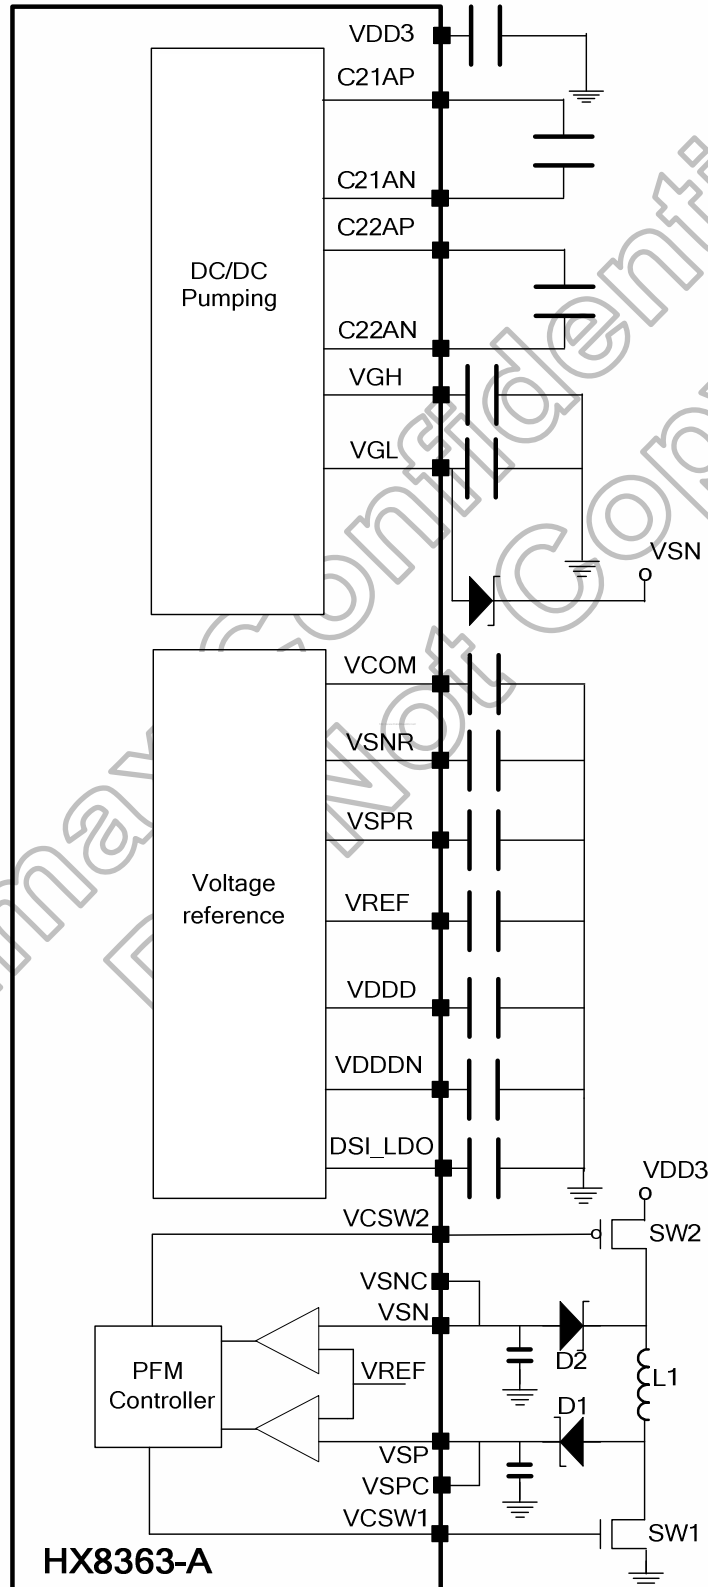 VDD3
C21AP
C21AN
C22AP
DC/DC
Pumping
C22AN
VGH
VGL
VSN
VCOM
VSNR
VSPR
Voltage
reference
VREF
VDDD
VDDDN
DSI_LDO
VDD3
VCSW2
SW2
VSNC
VSN
D2
PFM
Controller
VREF
L1
D1
VSP
VSPC
VCSW1
SW1
HX8363-A